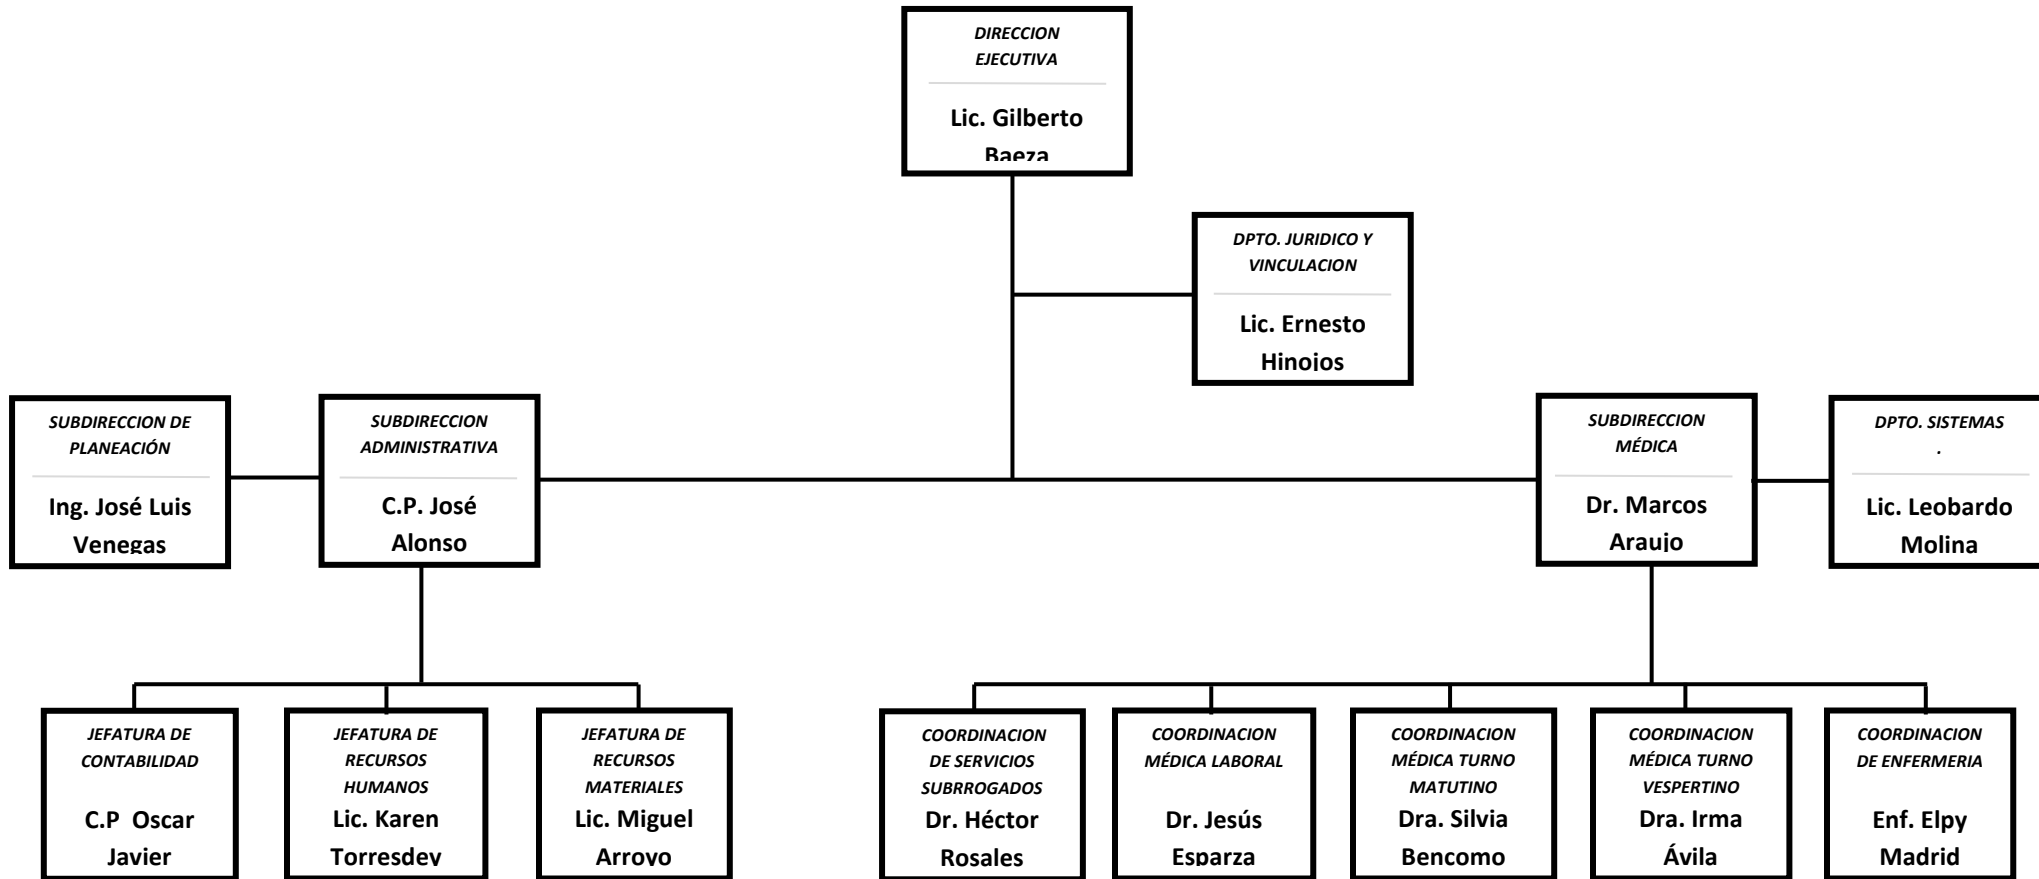 DIRECCION
EJECUTIVA
Lic. Gilberto
Baeza
DPTO. JURIDICO Y
VINCULACION
Lic. Ernesto
Hinojos
SUBDIRECCION DE
PLANEACIÓN
Ing. José Luis
Venegas
SUBDIRECCION
ADMINISTRATIVA
C.P. José
Alonso
SUBDIRECCION
MÉDICA
Dr. Marcos
Araujo
DPTO. SISTEMAS
.
Lic. Leobardo
Molina
JEFATURA DE
CONTABILIDAD
C.P  Oscar
Javier
JEFATURA DE
RECURSOS
HUMANOS
Lic. Karen
Torresdey
JEFATURA DE
RECURSOS
MATERIALES
Lic. Miguel
Arroyo
COORDINACION
DE SERVICIOS
SUBRROGADOS
Dr. Héctor
Rosales
COORDINACION
MÉDICA LABORAL
Dr. Jesús
Esparza
COORDINACION
MÉDICA TURNO
MATUTINO
Dra. Silvia
Bencomo
COORDINACION
MÉDICA TURNO
VESPERTINO
Dra. Irma
Ávila
COORDINACION
DE ENFERMERIA
Enf. Elpy
Madrid